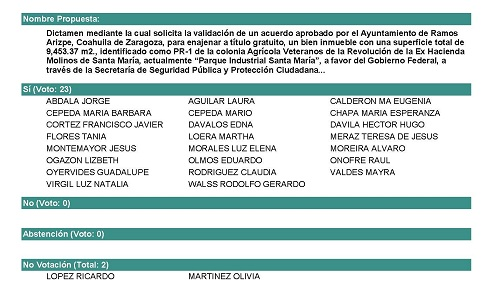 Nombre Propuesta:
Dictamen mediante la cual solicita la validación de un acuerdo aprobado por el Ayuntamiento de Ramos
Arizpe, Coahuila de Zaragoza, para enajenar a título gratuito, un bien inmueble con una superficie total de
9,453.37 m2., identificado como PR-1 de la colonia Agrícola Veteranos de la Revolución de la Ex Hacienda
Molinos de Santa María, actualmente “Parque Industrial Santa María”, a favor del Gobierno Federal, a
través de la Secretaría de Seguridad Pública y Protección Ciudadana...
Sí (Voto: 23)
ABDALA JORGE AGUILAR LAURA CALDERON MA EUGENIA
CEPEDA MARIA BARBARA CEPEDA MARIO CHAPA MARIA ESPERANZA
CORTEZ FRANCISCO JAVIER DAVALOS EDNA DAVILA HECTOR HUGO
FLORES TANIA LOERA MARTHA MERAZ TERESA DE JESUS
MONTEMAYOR JESUS MORALES LUZ ELENA MOREIRA ALVARO
OGAZON LIZBETH OLMOS EDUARDO ONOFRE RAUL
OYERVIDES GUADALUPE RODRIGUEZ CLAUDIA VALDES MAYRA
VIRGIL LUZ NATALIA WALSS RODOLFO GERARDO
No (Voto: 0)
Abstención (Voto: 0)
No Votación (Total: 2)
LOPEZ RICARDO MARTINEZ OLIVIA